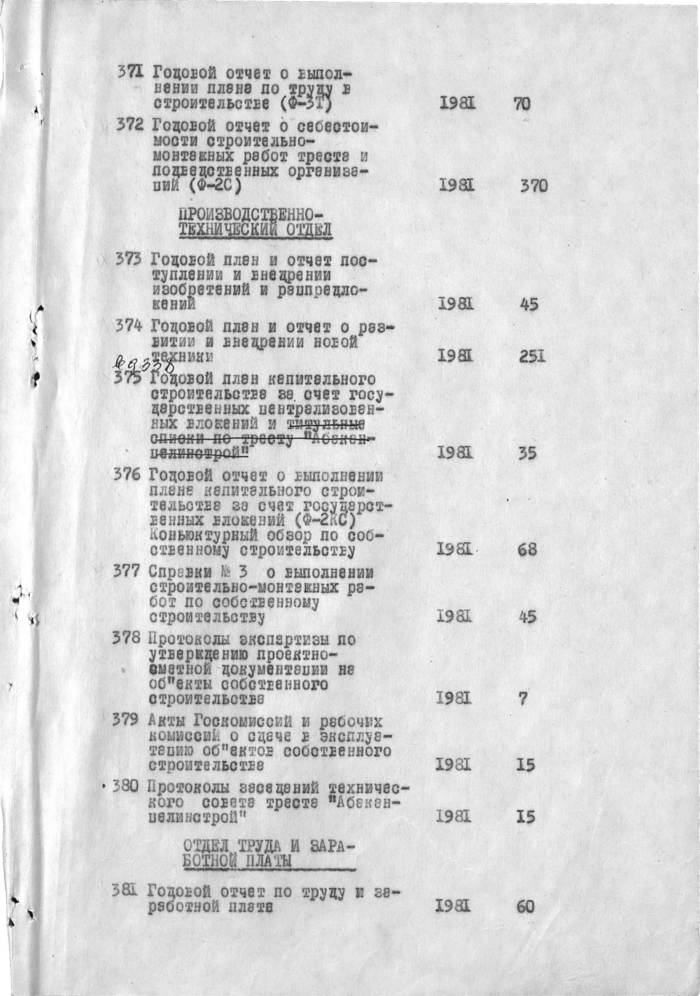 371 Годовой отчет о выпол-
нении плана по труду в
строительстве (Ф-3Т) 1981 70
372 Годовой отчет о себестои-
мости строительно-
монтажных работ треста и
подведственных организа-
ций (Ф-2С) 1981 370
ПРОИЗВОДСТВЕННО-
ТЕХНИЧЕСКИЙ ОТДЕЛ
373 Годовой план и отчет пос-
туплении и внедрении
изобретений и рацпредло-
жений 1981 45
374 Годовой план и отчет о раз-
витии и внедрении новой
техники 1981 251
375 Годовой план капитального
строительства за счет госу-
дарственных централизован-
ных вложений и титульные
списки по тресту "Абакан-
целинстрой" 1981 35
376 Годовой отчет о выполнении
плана капитального строи-
тельства за счет государст-
венных вложений (Ф-2КС)
Коньюктурный обзор по соб-
ственному строительству 1981 68
377 Справки № 3 о выполнении
строительно-монтажных ра-
бот по собственному
строительству 1981 45
378 Протоколы экспертизы по
утверждению проектно-
сметной документации на
об"екты собственного
строительства 1981 7
379 Акты Госкомиссий и рабочих
комиссий о сдаче в эксплуа-
тацию об"ектов собственного
строительства 1981 15
380 Протоколы заседаний техничес-
кого совета треста "Абакан-
целинстрой" 1981 15
ОТДЕЛ ТРУДА И ЗАРА-
БОТНОЙ ПЛАТЫ
381 Годовой отчет по труду и за-
работной плата 1981 60